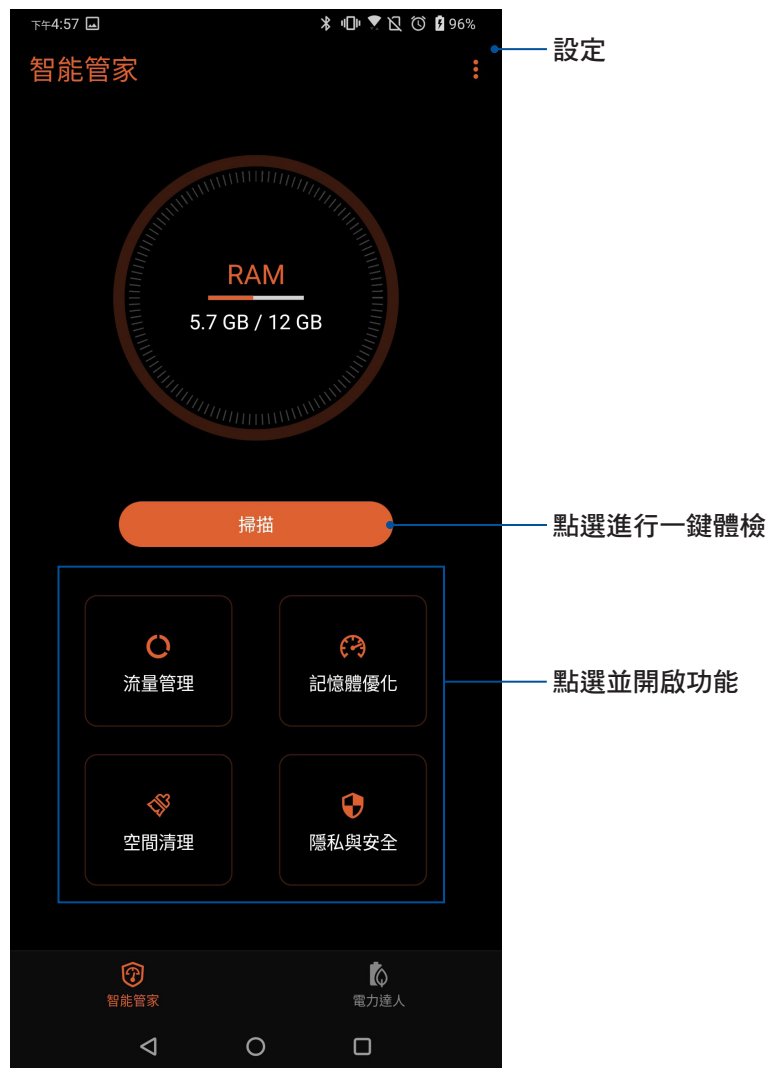 下午4:57 96%
設定
智能管家
RAM
5.7 GB / 12 GB
掃描
點選進行一鍵體檢
流量管理 記憶體優化
點選並開啟功能
空間清理 隱私與安全
智能管家 電力達人